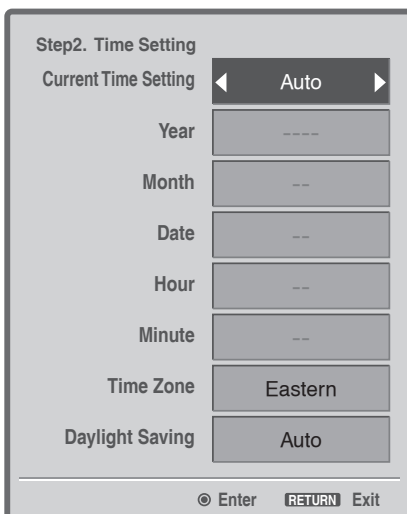 Step2. Time Setting
Current Time Setting Auto
Year ----
Month --
Date --
Hour --
Minute --
Time Zone Eastern
Daylight Saving Auto
Enter RETURN Exit